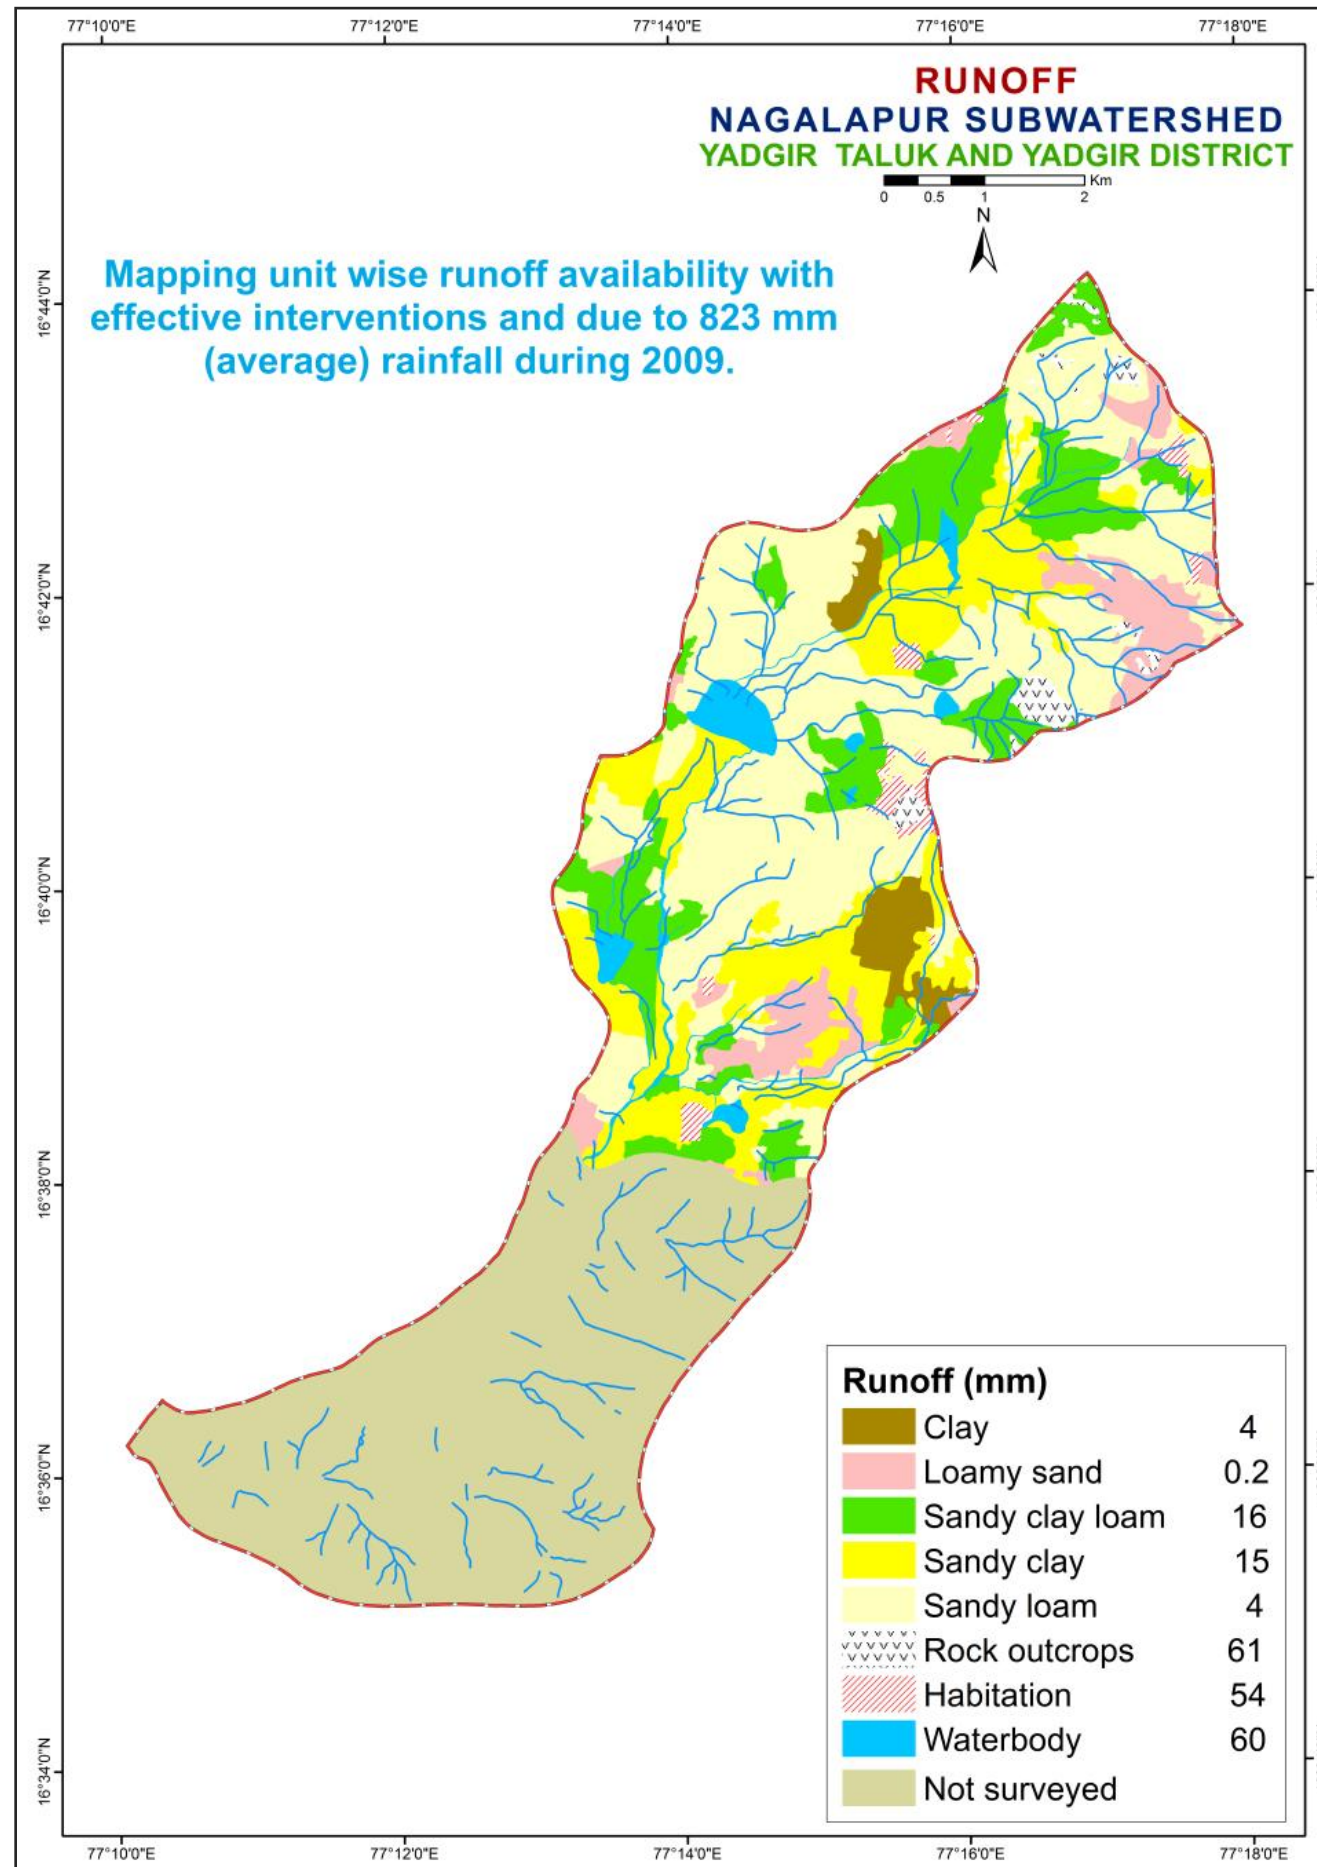 77°10'0"E 77°12'0"E 77°14'0"E 77°16'0"E 77°18'0"E
RUNOFF
NAGALAPUR SUBWATERSHED
YADGIR TALUK AND YADGIR DISTRICT
Km
0 0.5 1 2
N
Mapping unit wise runoff availability with
effective interventions and due to 823 mm
(average) rainfall during 2009.
16°44'0"N
16°42'0"N
16°40'0"N
16°38'0"N
16°36'0"N
16°34'0"N
Runoff (mm)
Clay 4
Loamy sand 0.2
Sandy clay loam 16
Sandy clay 15
Sandy loam 4
Rock outcrops 61
Habitation 54
Waterbody 60
Not surveyed
77°10'0"E 77°12'0"E 77°14'0"E 77°16'0"E 77°18'0"E